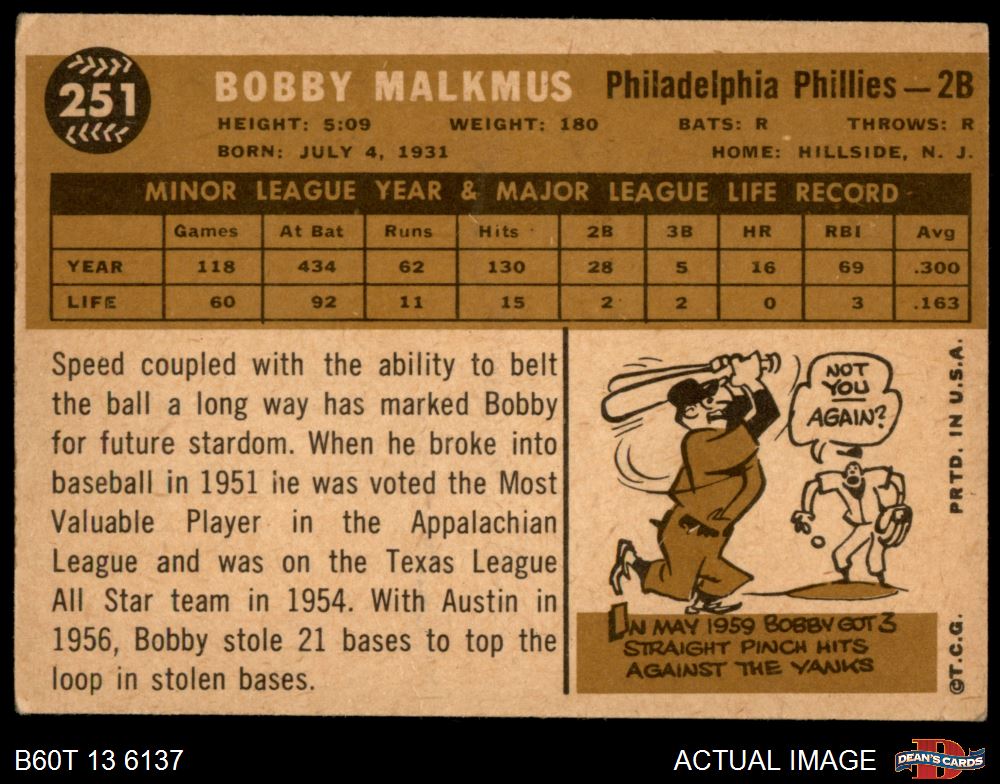 251
BOBBY MALKMUS Philadelphia Phillies — 2B
HEIGHT: 5:09 WEIGHT: 180 BATS: R THROWS: R
BORN: JULY 4, 1931 HOME: HILLSIDE, N. J.
MINOR LEAGUE YEAR & MAJOR LEAGUE LIFE RECORD
Games At Bat Runs Hits 2B 3B HR RBI Avg
YEAR 118 434 62 130 28 5 16 69 .300
LIFE 60 92 11 15 2 2 0 3 .163
Speed coupled with the ability to belt
the ball a long way has marked Bobby
for future stardom. When he broke into
baseball in 1951 he was voted the Most
Valuable Player in the Appalachian
League and was on the Texas League
All Star team in 1954. With Austin in
1956, Bobby stole 21 bases to top the
loop in stolen bases.
NOT
YOU
AGAIN?
IN MAY 1959 BOBBY GOT 3
STRAIGHT PINCH HITS
AGAINST THE YANKS
©T.C.G. PRTD. IN U.S.A.
B60T 13 6137 ACTUAL IMAGE
DEAN'S CARDS